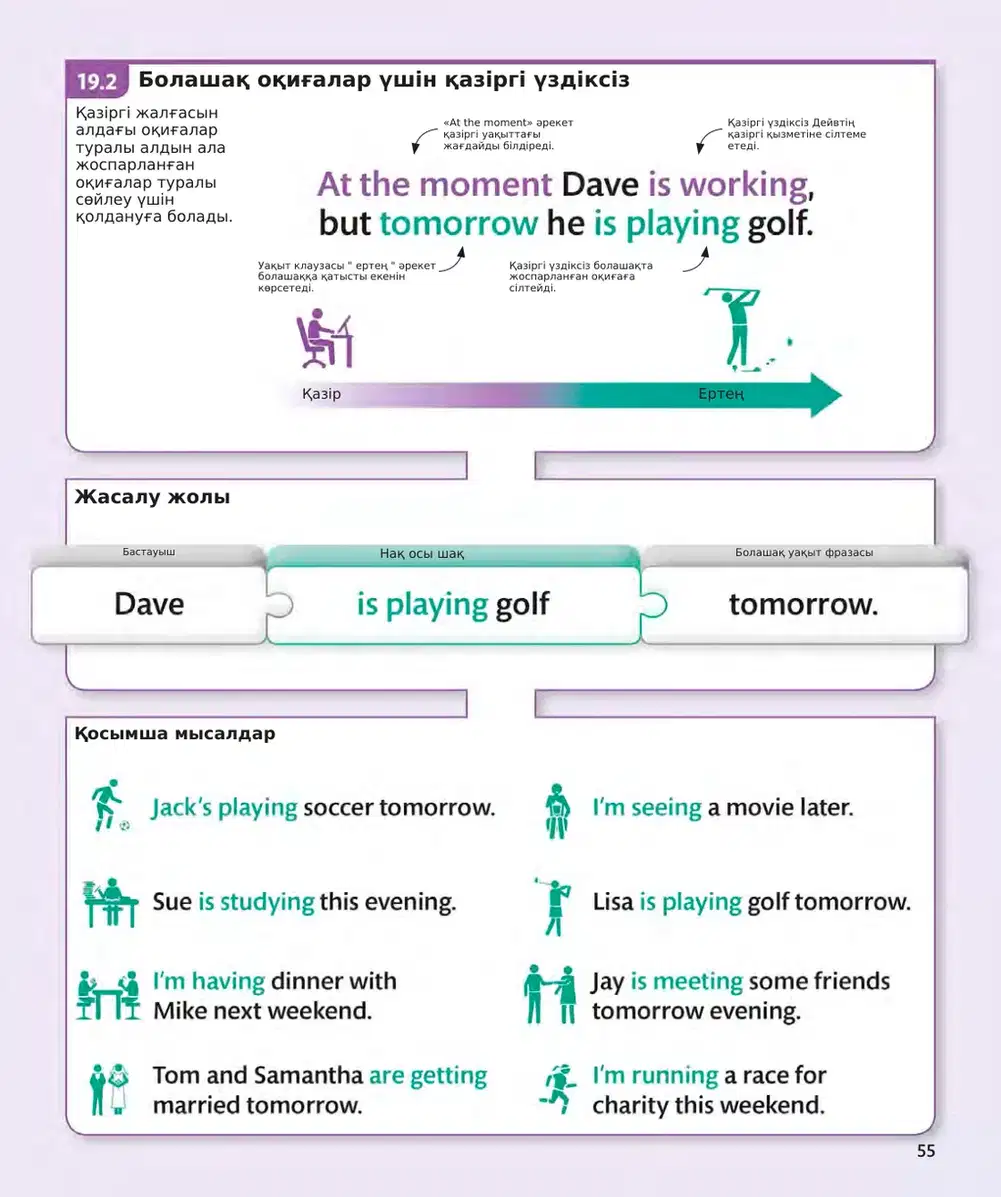 19.2 Болашақ оқиғалар үшін қазіргі үздіксіз
Қазіргі жалғасын
алдағы оқиғалар
туралы алдын ала
жоспарланған
оқиғалар туралы
сөйлеу үшін
қолдануға болады.
«At the moment» әрекет
қазіргі уақыттағы
жағдайды білдіреді.
Қазіргі үздіксіз Дейвтің
қазіргі қызметіне сілтеме
етеді.
At the moment Dave is working,
but tomorrow he is playing golf.
Уақыт клаузасы " ертең " әрекет
болашаққа қатысты екенін
көрсетеді.
Қазіргі үздіксіз болашақта
жоспарланған оқиғаға
сілтейді.
Қазір
Ертең
Жасалу жолы
Бастауыш
Нақ осы шақ
Болашақ уақыт фразасы
Dave
is playing golf
tomorrow.
Қосымша мысалдар
Jack's playing soccer tomorrow.
I'm seeing a movie later.
Sue is studying this evening.
Lisa is playing golf tomorrow.
I'm having dinner with
Mike next weekend.
Jay is meeting some friends
tomorrow evening.
Tom and Samantha are getting
married tomorrow.
I'm running a race for
charity this weekend.
55